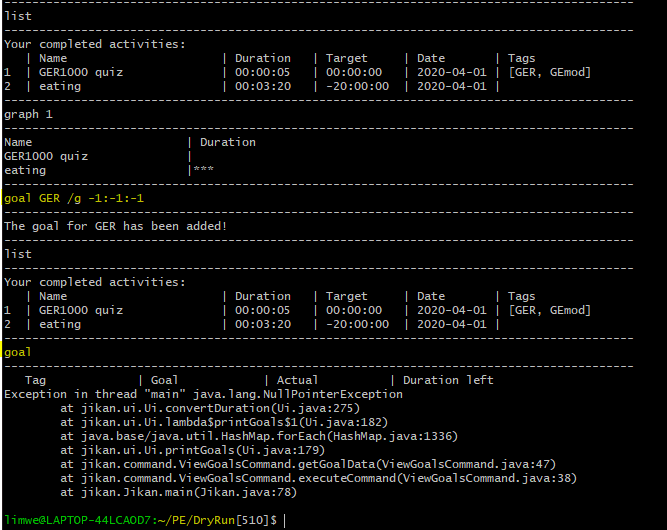 --------------------------------------------------------------------------------------------
list
--------------------------------------------------------------------------------------------
Your completed activities:
   | Name                      | Duration   | Target     | Date       | Tags
1  | GER1000 quiz              | 00:00:05   | 00:00:00   | 2020-04-01 | [GER, GEmod]
2  | eating                    | 00:03:20   | -20:00:00  | 2020-04-01 |
--------------------------------------------------------------------------------------------
graph 1
--------------------------------------------------------------------------------------------
Name                      | Duration
GER1000 quiz              |
eating                    |***
--------------------------------------------------------------------------------------------
goal GER /g -1:-1:-1
--------------------------------------------------------------------------------------------
The goal for GER has been added!
--------------------------------------------------------------------------------------------
list
--------------------------------------------------------------------------------------------
Your completed activities:
   | Name                      | Duration   | Target     | Date       | Tags
1  | GER1000 quiz              | 00:00:05   | 00:00:00   | 2020-04-01 | [GER, GEmod]
2  | eating                    | 00:03:20   | -20:00:00  | 2020-04-01 |
--------------------------------------------------------------------------------------------
goal
--------------------------------------------------------------------------------------------
   Tag             | Goal            | Actual          | Duration left
Exception in thread "main" java.lang.NullPointerException
        at jikan.ui.Ui.convertDuration(Ui.java:275)
        at jikan.ui.Ui.lambda$printGoals$1(Ui.java:182)
        at java.base/java.util.HashMap.forEach(HashMap.java:1336)
        at jikan.ui.Ui.printGoals(Ui.java:179)
        at jikan.command.ViewGoalsCommand.getGoalData(ViewGoalsCommand.java:47)
        at jikan.command.ViewGoalsCommand.executeCommand(ViewGoalsCommand.java:38)
        at jikan.Jikan.main(Jikan.java:78)
limwe@LAPTOP-44LCAOD7:~/PE/DryRun[510]$